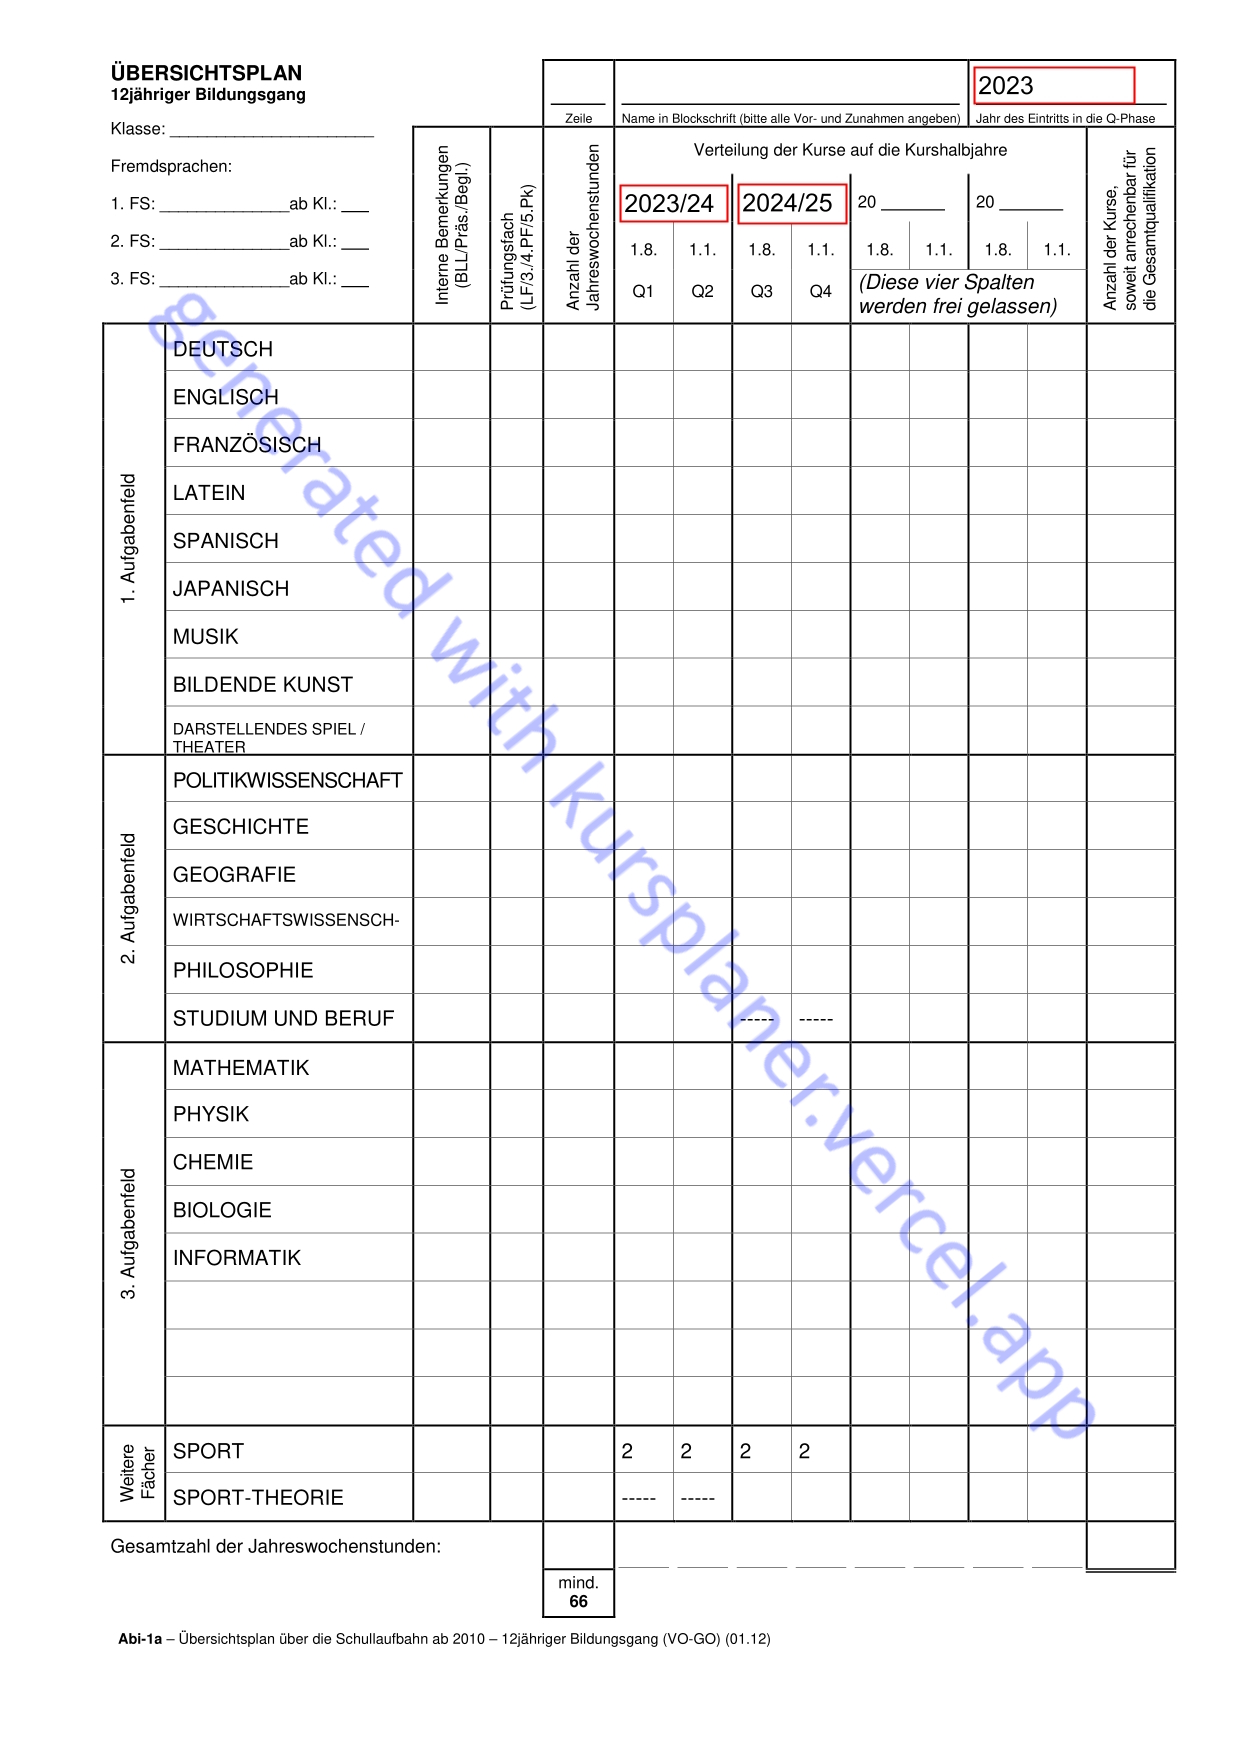 ÜBERSICHTSPLAN
12jähriger Bildungsgang
2023
Zeile
Name in Blockschrift (bitte alle Vor- und Zunahmen angeben)
Jahr des Eintritts in die Q-Phase
Klasse: ______________________
Fremdsprachen:
1. FS: ______________ab Kl.: ___
2. FS: ______________ab Kl.: ___
3. FS: ______________ab Kl.: ___
Interne Bemerkungen
(BLL/Präs./Begl.)
Prüfungsfach
(LF/3./4.PF/5.Pk)
Anzahl der
Jahreswochenstunden
Verteilung der Kurse auf die Kurshalbjahre
2023/24 2024/25 20 _______ 20 _______
1.8. 1.1. 1.8. 1.1. 1.8. 1.1. 1.8. 1.1.
Q1 Q2 Q3 Q4
(Diese vier Spalten
werden frei gelassen)
Anzahl der Kurse,
soweit anrechenbar für
die Gesamtqualifikation
1. Aufgabenfeld
DEUTSCH
ENGLISCH
FRANZÖSISCH
LATEIN
SPANISCH
JAPANISCH
MUSIK
BILDENDE KUNST
DARSTELLENDES SPIEL /
THEATER
2. Aufgabenfeld
POLITIKWISSENSCHAFT
GESCHICHTE
GEOGRAFIE
WIRTSCHAFTSWISSENSCH-
PHILOSOPHIE
STUDIUM UND BERUF ----- -----
3. Aufgabenfeld
MATHEMATIK
PHYSIK
CHEMIE
BIOLOGIE
INFORMATIK
Weitere
Fächer
SPORT 2 2 2 2
SPORT-THEORIE ----- -----
Gesamtzahl der Jahreswochenstunden:
mind.
66
Abi-1a – Übersichtsplan über die Schullaufbahn ab 2010 – 12jähriger Bildungsgang (VO-GO) (01.12)
generated with kursplaner.vercel.app